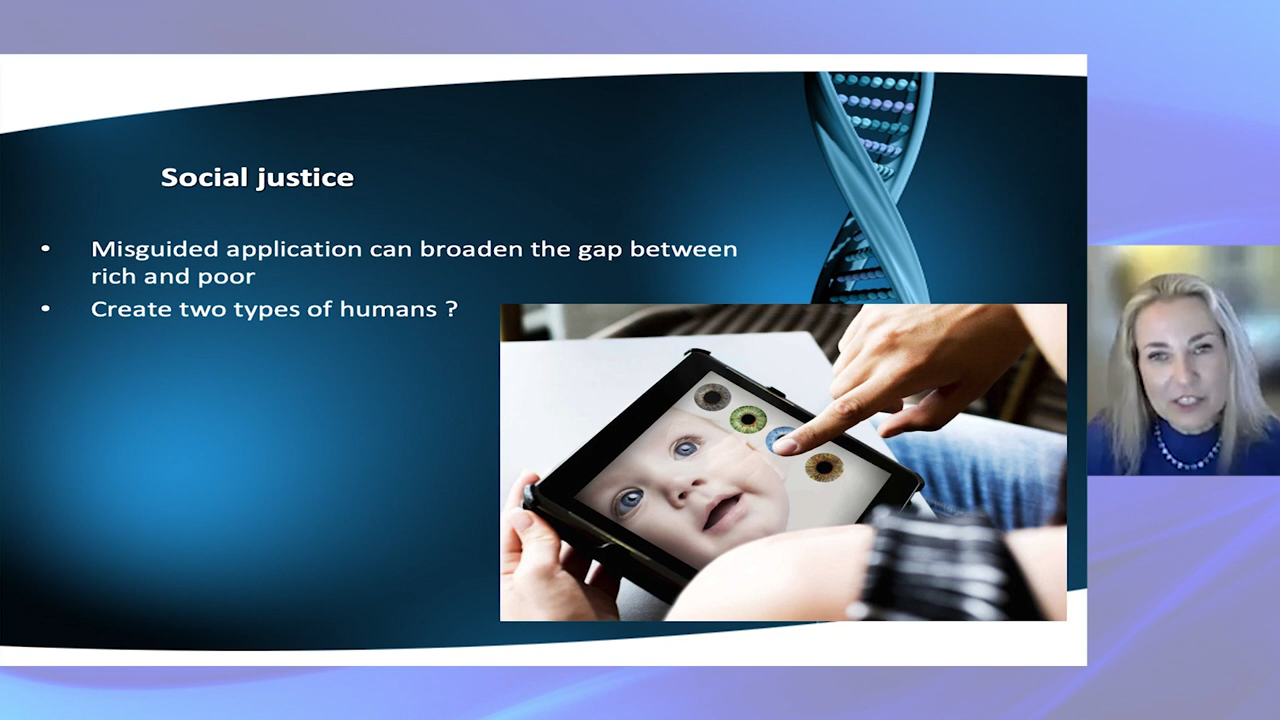 Social justice
• Misguided application can broaden the gap between
rich and poor
• Create two types of humans ?